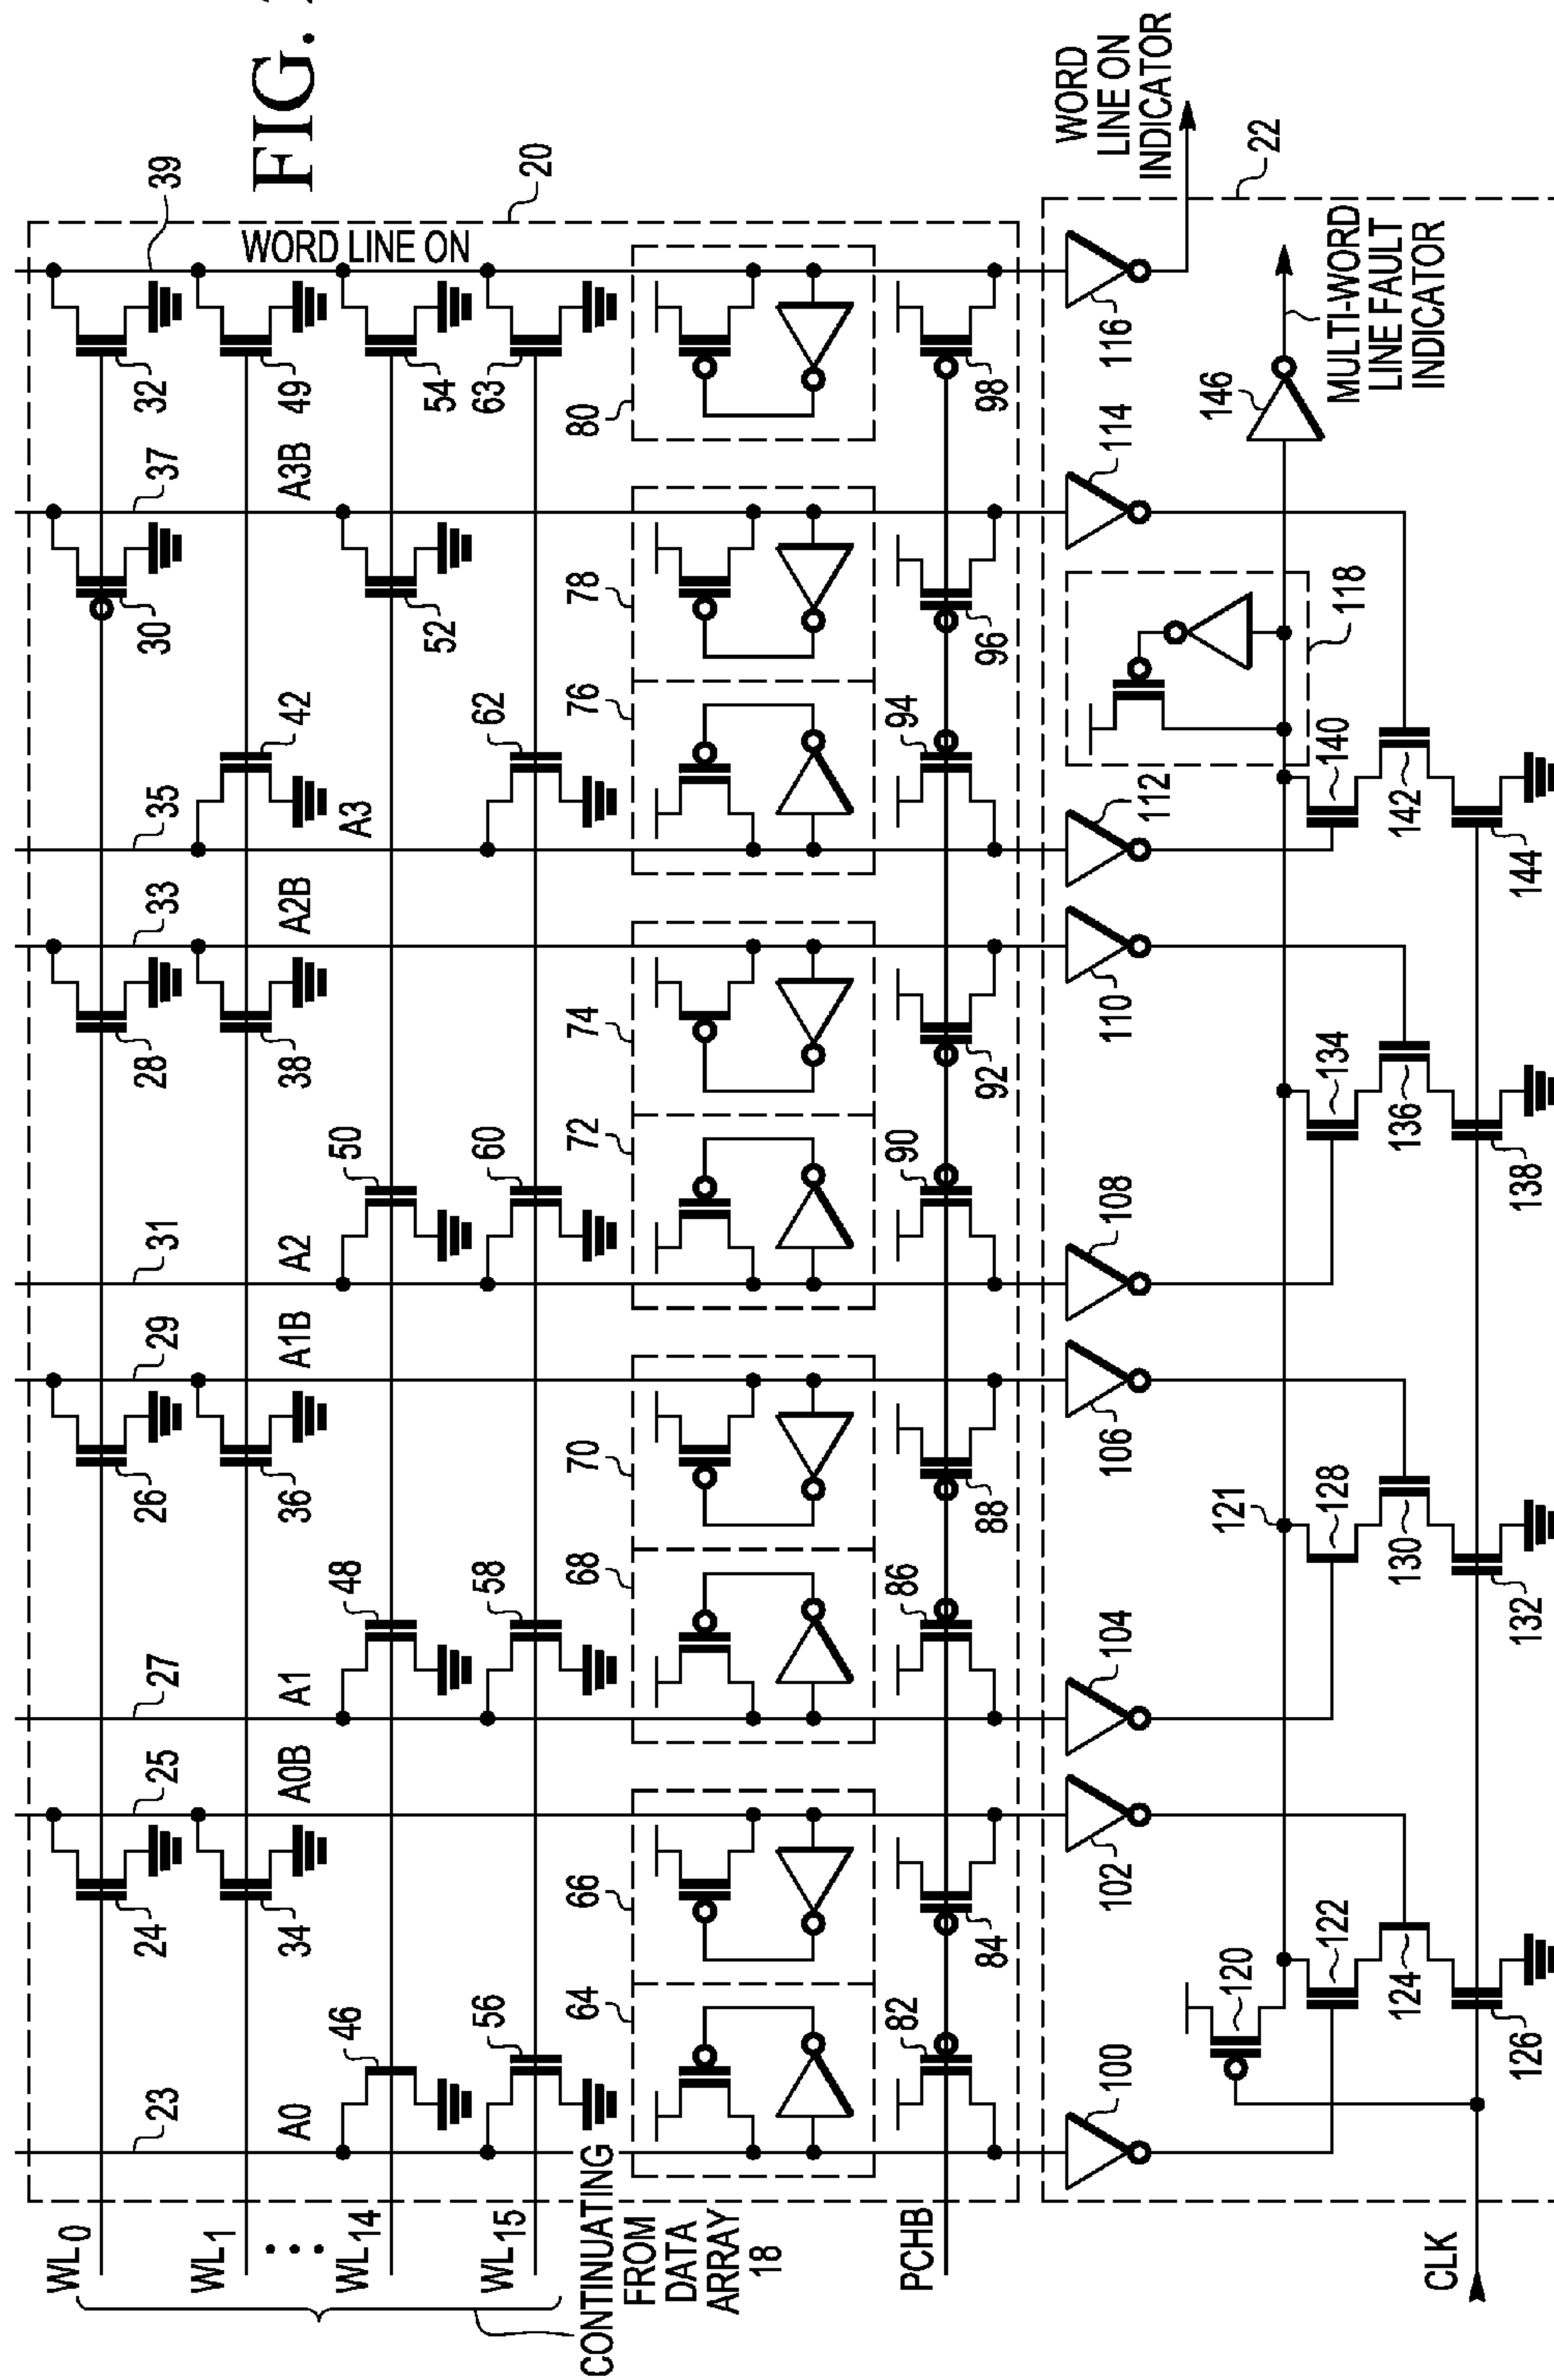 FIG.
23 25 27 29 31 33 35 37 39
WL0
24 26 28 30 32
WL1
34 36 38 42 49
A0 A0B A1 A1B A2 A2B A3 A3B WORD LINE ON
20
WL14
46 48 50 52 54
WL15
56 58 60 62 63
CONTINUATING
FROM
DATA
ARRAY
18
64 66 68 70 72 74 76 78 80
PCHB
82 84 86 88 90 92 94 96 98
100 102 104 106 108 110 112 114 116
WORD
LINE ON
INDICATOR
120 121 118 146 22
122 128 134 140
MULTI-WORD
LINE FAULT
INDICATOR
124 130 136 142
CLK
126 132 138 144